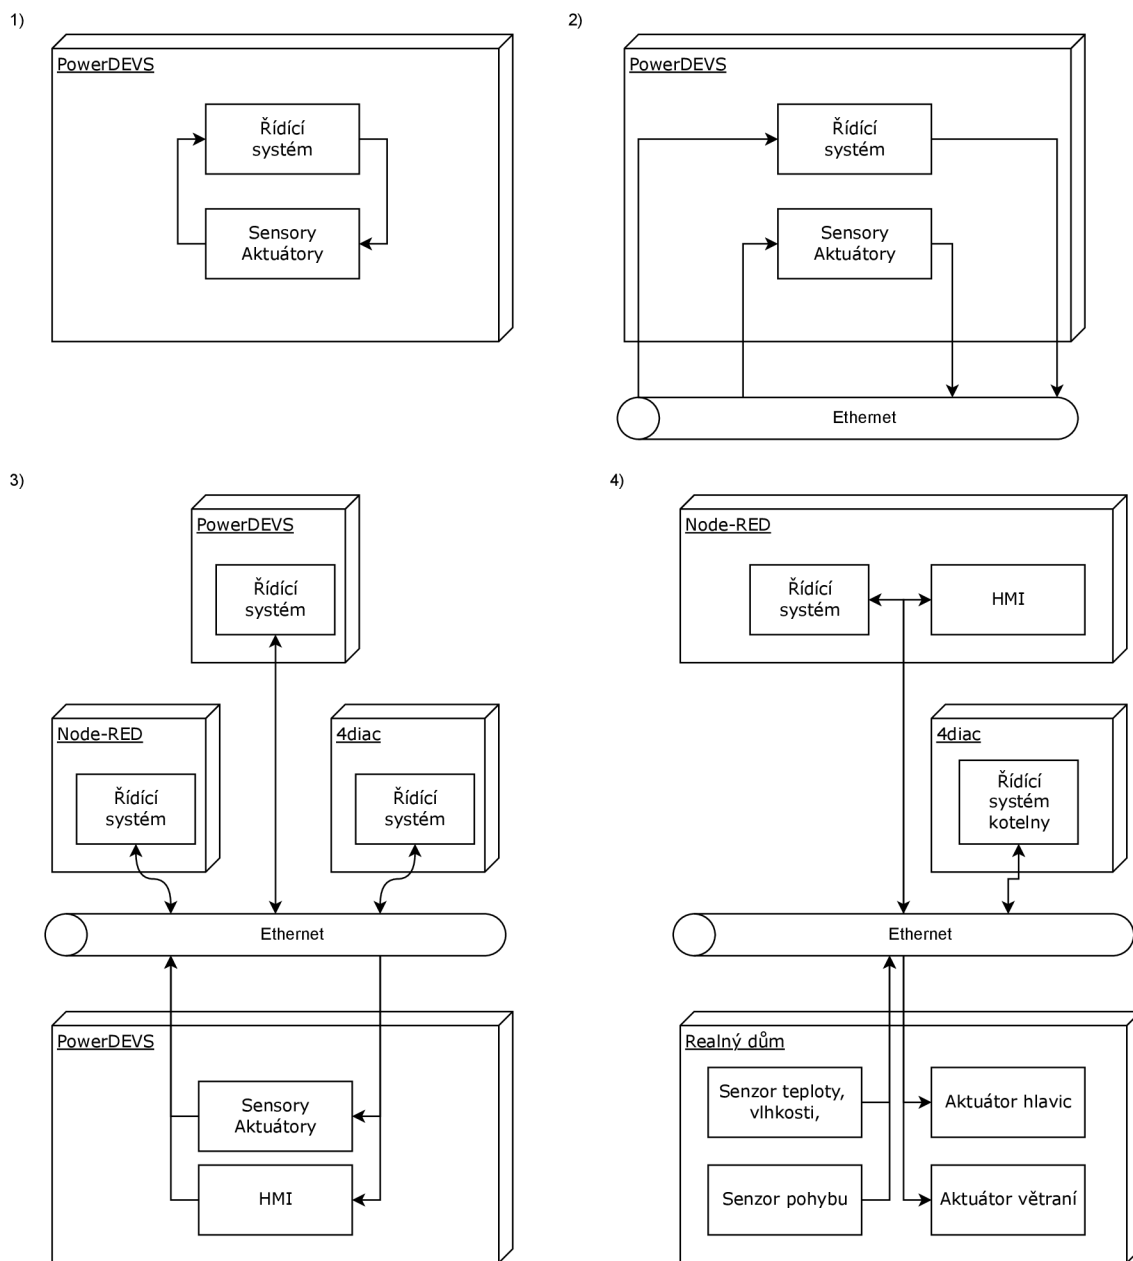 1)
PowerDEVS
Řídící
systém
Sensory
Aktuátory
2)
PowerDEVS
Řídící
systém
Sensory
Aktuátory
Ethernet
3)
PowerDEVS
Řídící
systém
Node-RED
Řídící
systém
4diac
Řídící
systém
Ethernet
PowerDEVS
Sensory
Aktuátory
HMI
4)
Node-RED
Řídící
systém
HMI
4diac
Řídící
systém
kotelny
Ethernet
Realný dům
Senzor teploty,
vlhkosti,
Aktuátor hlavic
Senzor pohybu
Aktuátor větraní